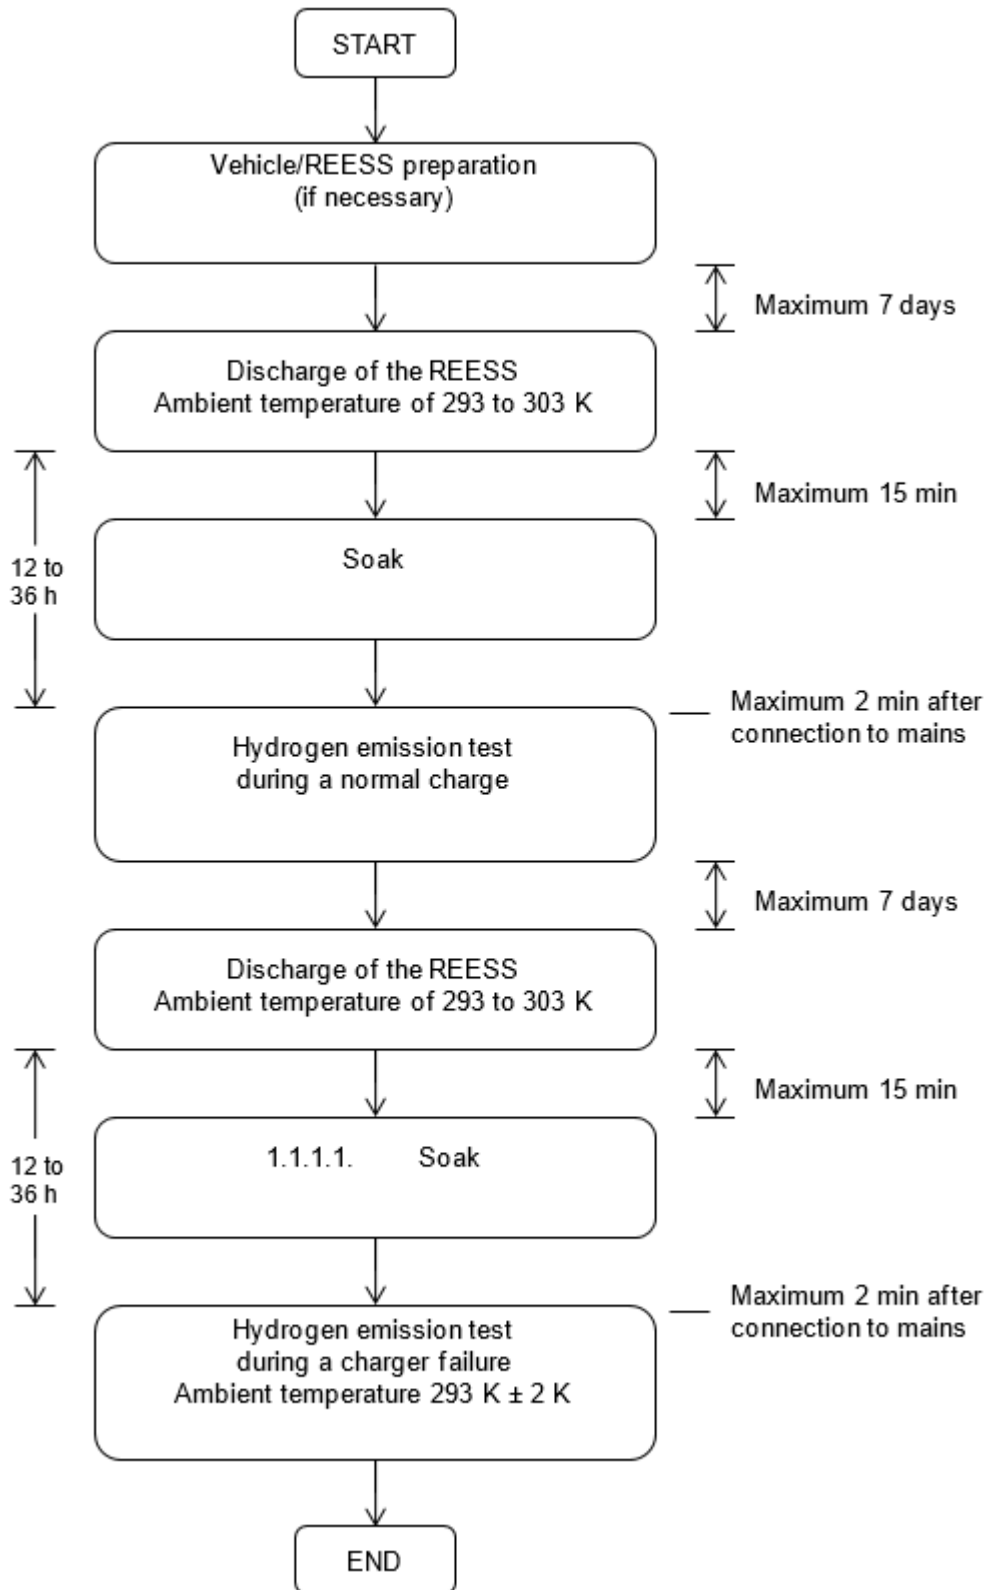 START
Vehicle/REESS preparation
(if necessary)
Maximum 7 days
Discharge of the REESS
Ambient temperature of 293 to 303 K
Maximum 15 min
Soak
12 to
36 h
Maximum 2 min after
connection to mains
Hydrogen emission test
during a normal charge
Maximum 7 days
Discharge of the REESS
Ambient temperature of 293 to 303 K
Maximum 15 min
1.1.1.1. Soak
12 to
36 h
Maximum 2 min after
connection to mains
Hydrogen emission test
during a charger failure
Ambient temperature 293 K ± 2 K
END